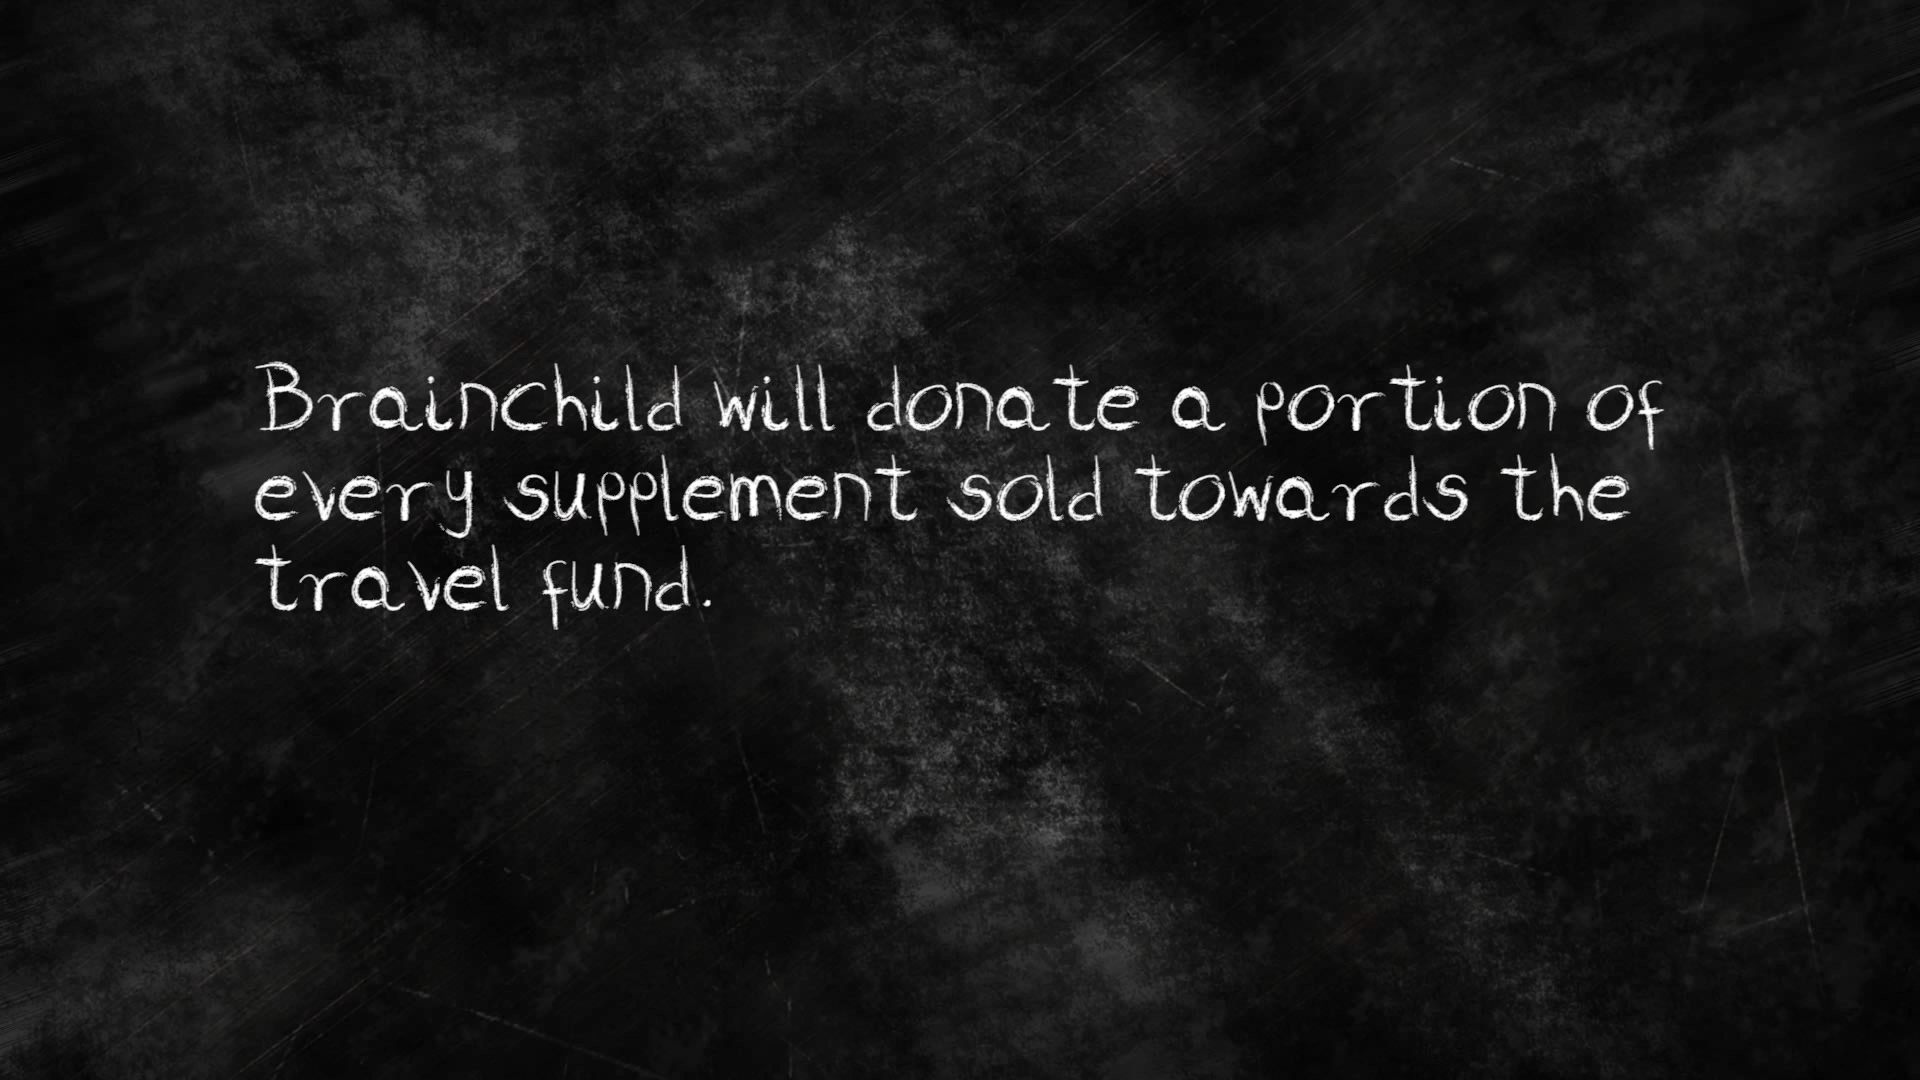 Brainchild will donate a portion of
every supplement sold towards the
travel fund.